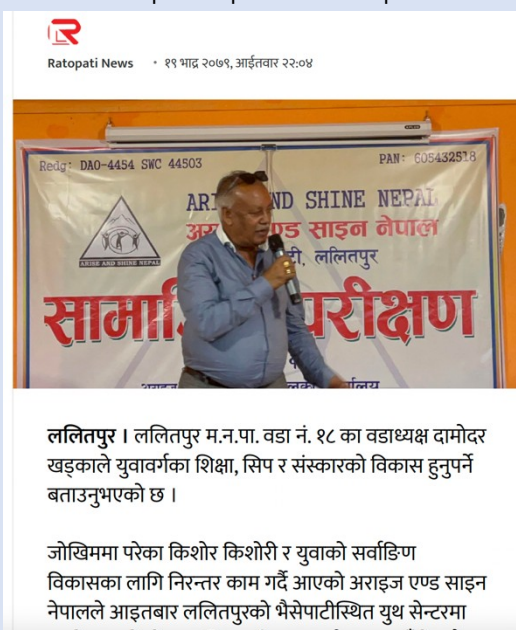 Ratopati News • १९ भाद्र २०७९, आईतवार २२:०४
Redg: DAO-4454 SWC 44503
PAN: 605432518
AND SHINE NEPAL
एण्ड साइन नेपाल
ललितपुर
ARISE AND SHINE NEPAL
परीक्षण
ललितपुर । ललितपुर म.न.पा. वडा नं. १८ का वडाध्यक्ष दामोदर
खड्काले युवावर्गका शिक्षा, सिप र संस्कारको विकास हुनुपर्ने
बताउनुभएको छ ।
जोखिममा परेका किशोर किशोरी र युवाको सर्वाङिण
विकासका लागि निरन्तर काम गर्दै आएको अराइज एण्ड साइन
नेपालले आइतबार ललितपुरको भैसेपाटीस्थित युथ सेन्टरमा